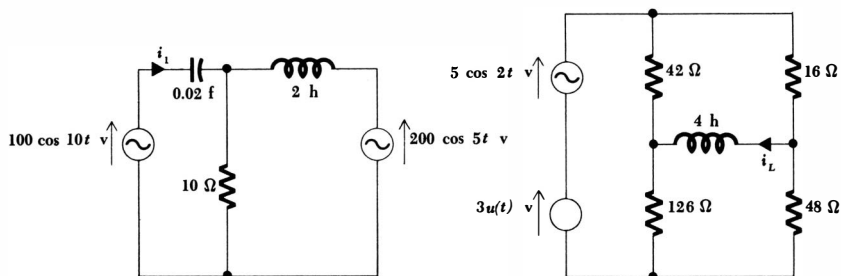 i₁
0.02 f
2 h
100 cos 10t v
200 cos 5t v
10 Ω
5 cos 2t v
42 Ω
16 Ω
4 h
i_L
3u(t) v
126 Ω
48 Ω